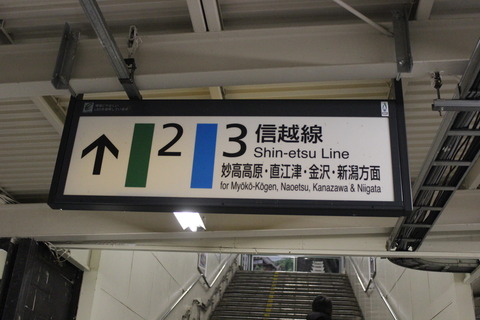 2 3 信越線
Shin-etsu Line
妙高高原・直江津・金沢・新潟方面
for Myōkō-Kōgen, Naoetsu, Kanazawa & Niigata